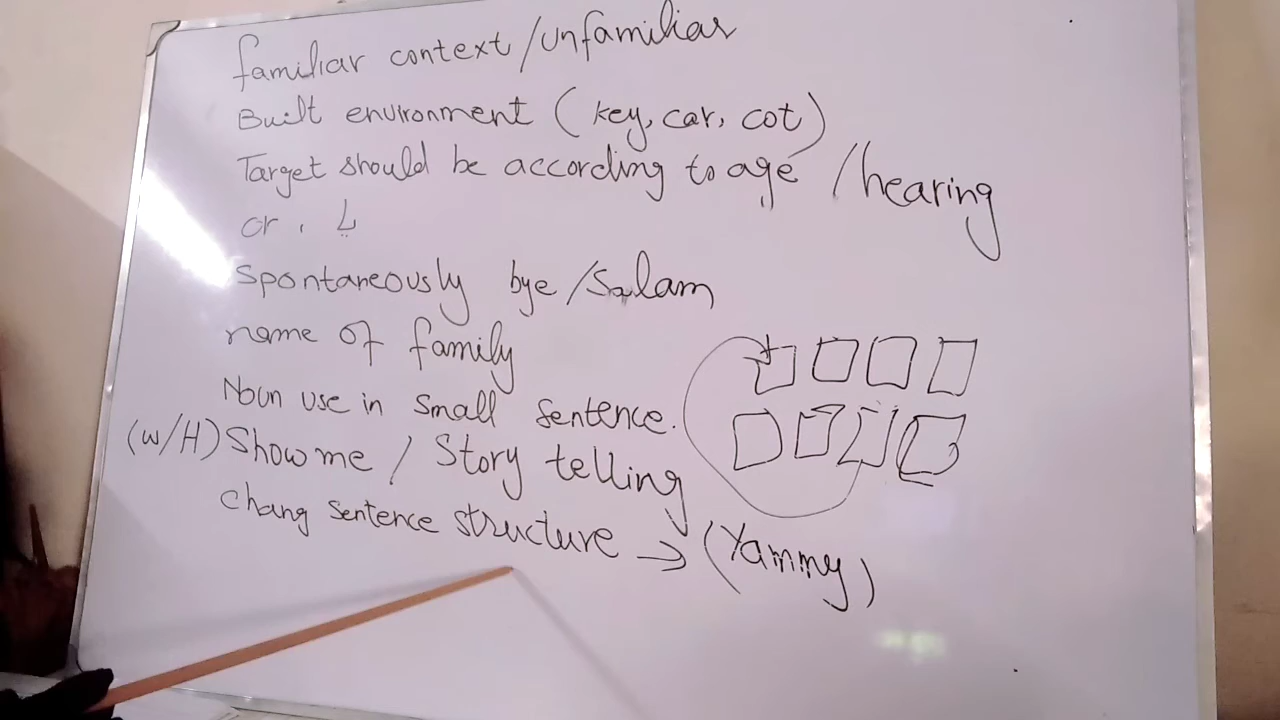 familiar context/unfamiliar
Built environment (key, car, cot)
Target should be according to age / hearing
or.
Spontaneously bye/Salam
name of family
Noun use in small sentence.
(W/H) Show me / Story telling
chang sentence structure → (Yammy)